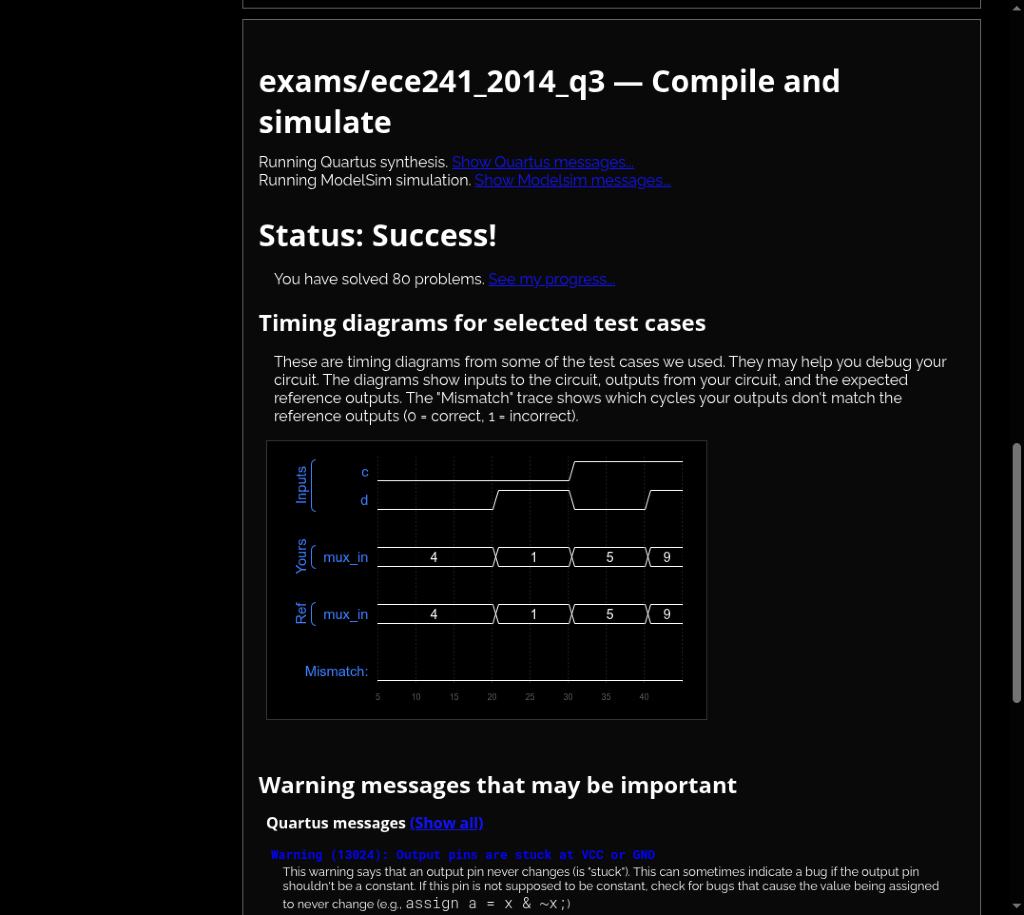 exams/ece241_2014_q3 — Compile and
simulate
Running Quartus synthesis. Show Quartus messages...
Running ModelSim simulation. Show Modelsim messages...
Status: Success!
You have solved 80 problems. See my progress...
Timing diagrams for selected test cases
These are timing diagrams from some of the test cases we used. They may help you debug your
circuit. The diagrams show inputs to the circuit, outputs from your circuit, and the expected
reference outputs. The "Mismatch" trace shows which cycles your outputs don't match the
reference outputs (0 = correct, 1 = incorrect).
Inputs
c
d
Yours
mux_in 4 1 5 9
Ref
mux_in 4 1 5 9
Mismatch:
5 10 15 20 25 30 35 40
Warning messages that may be important
Quartus messages (Show all)
Warning (13024): Output pins are stuck at VCC or GND
This warning says that an output pin never changes (is "stuck"). This can sometimes indicate a bug if the output pin
shouldn't be a constant. If this pin is not supposed to be constant, check for bugs that cause the value being assigned
to never change (e.g., assign a = x & ~x;)